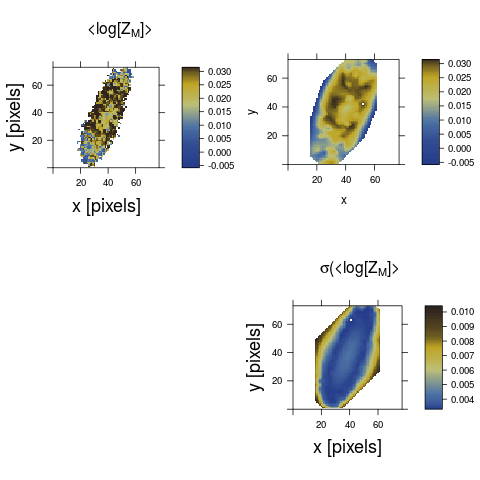 <log[Z_M]>
y [pixels]
60
40
20
20 40 60
x [pixels]
0.030
0.025
0.020
0.015
0.010
0.005
0.000
-0.005
y
60
40
20
20 40 60
x
0.030
0.025
0.020
0.015
0.010
0.005
0.000
-0.005
σ(<log[Z_M]>
y [pixels]
60
40
20
20 40 60
x [pixels]
0.010
0.009
0.008
0.007
0.006
0.005
0.004